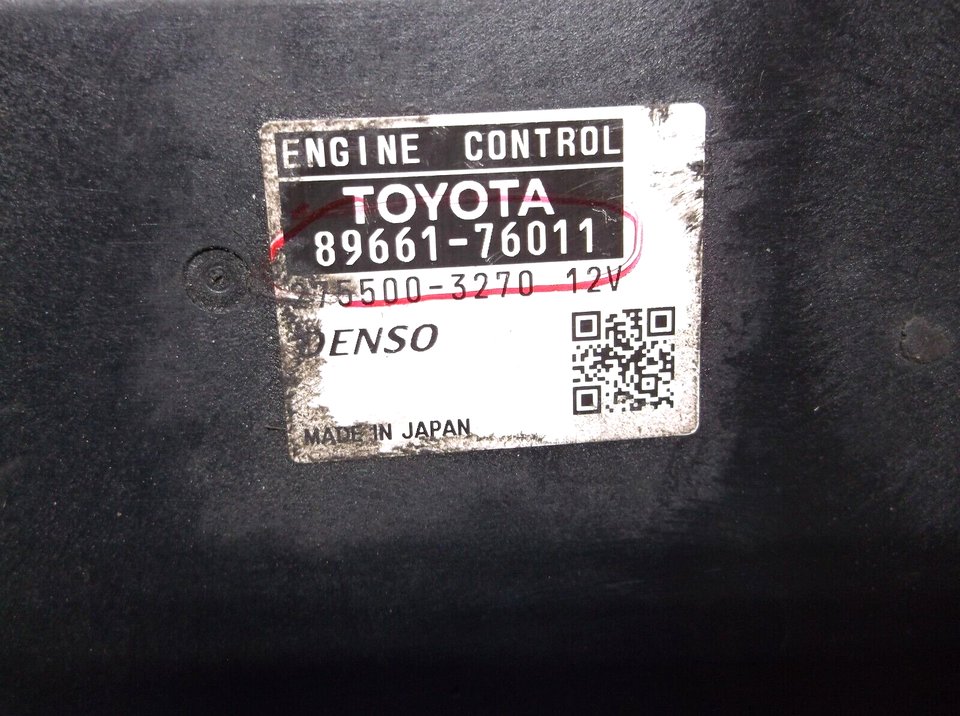 ENGINE CONTROL
TOYOTA
89661-76011
275500-3270 12V
DENSO
MADE IN JAPAN